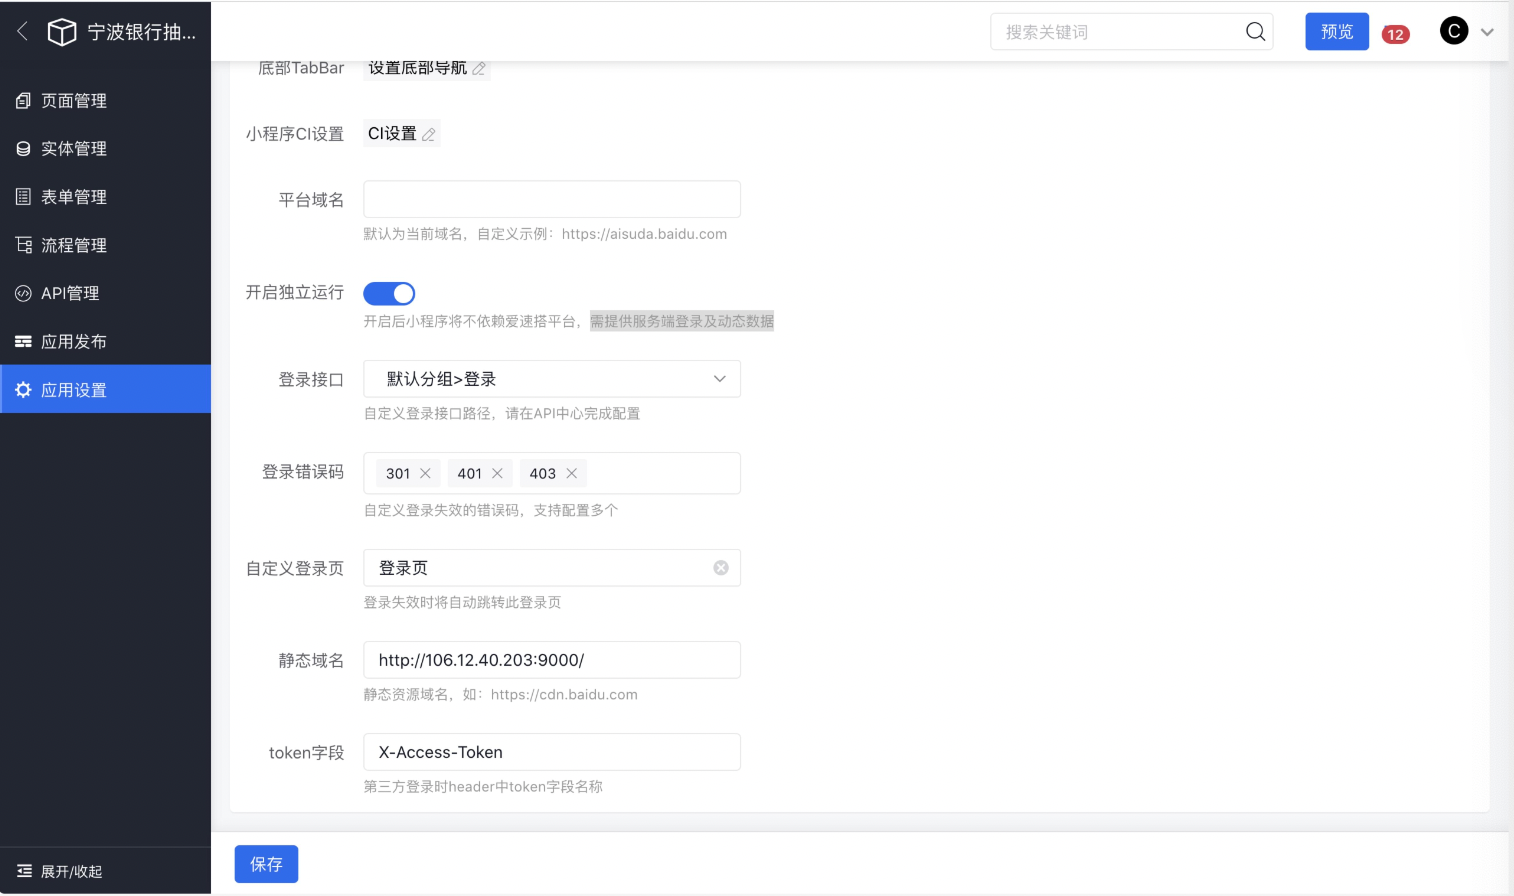 宁波银行抽...
搜索关键词
预览
12
C
页面管理
实体管理
表单管理
流程管理
API管理
应用发布
应用设置
展开/收起
底部TabBar
设置底部导航
小程序CI设置
CI设置
平台域名
默认为当前域名，自定义示例：https://aisuda.baidu.com
开启独立运行
开启后小程序将不依赖爱速搭平台，需提供服务端登录及动态数据
登录接口
默认分组>登录
自定义登录接口路径，请在API中心完成配置
登录错误码
301 401 403
自定义登录失效的错误码，支持配置多个
自定义登录页
登录页
登录失效时将自动跳转此登录页
静态域名
http://106.12.40.203:9000/
静态资源域名，如：https://cdn.baidu.com
token字段
X-Access-Token
第三方登录时header中token字段名称
保存